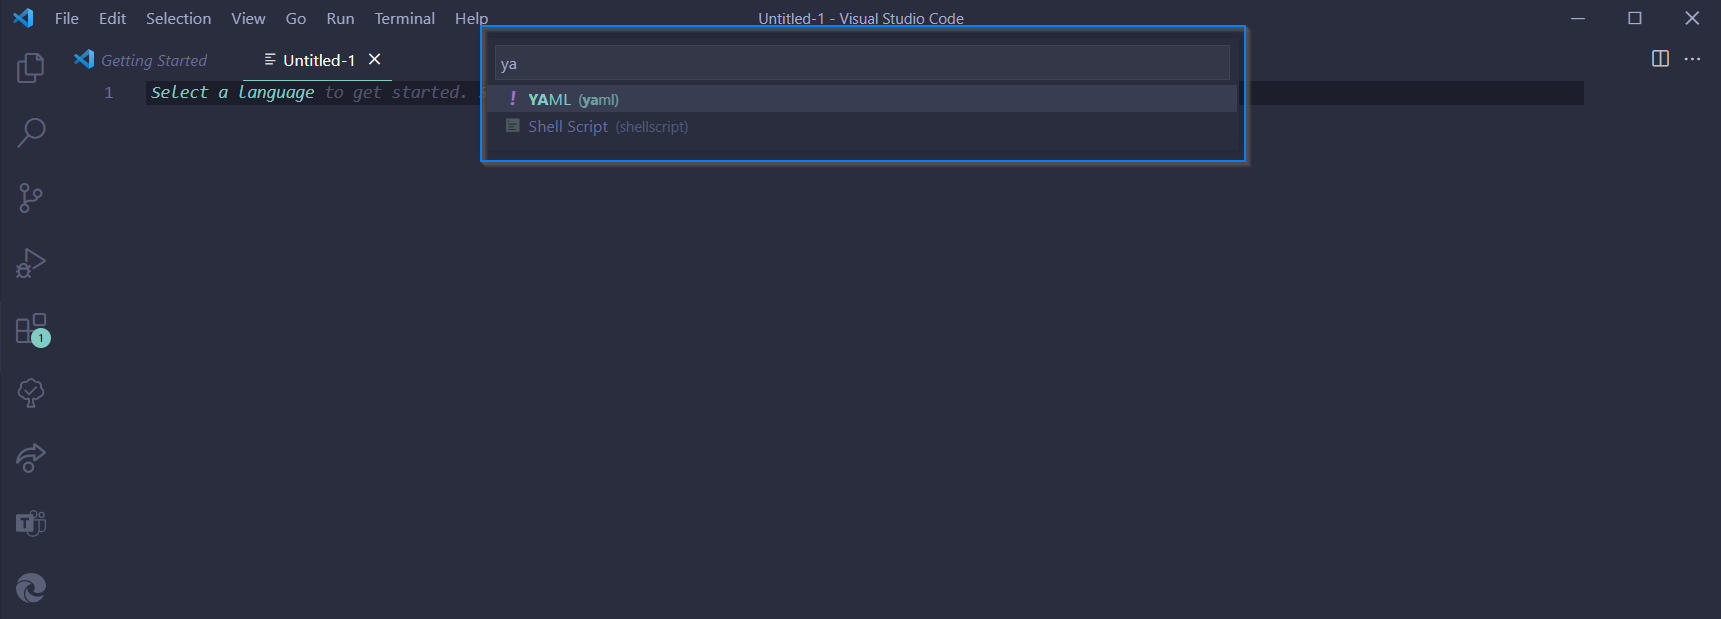 File Edit Selection View Go Run Terminal Help
Untitled-1 - Visual Studio Code
Getting Started
Untitled-1
ya
1 Select a language to get started.
YAML (yaml)
Shell Script (shellscript)
1
T